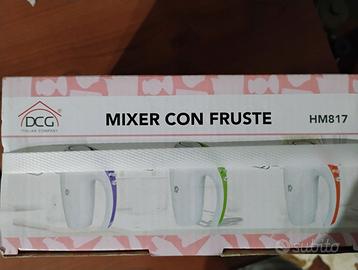 DCG®
ITALIAN COMPANY
MIXER CON FRUSTE
HM817
subito